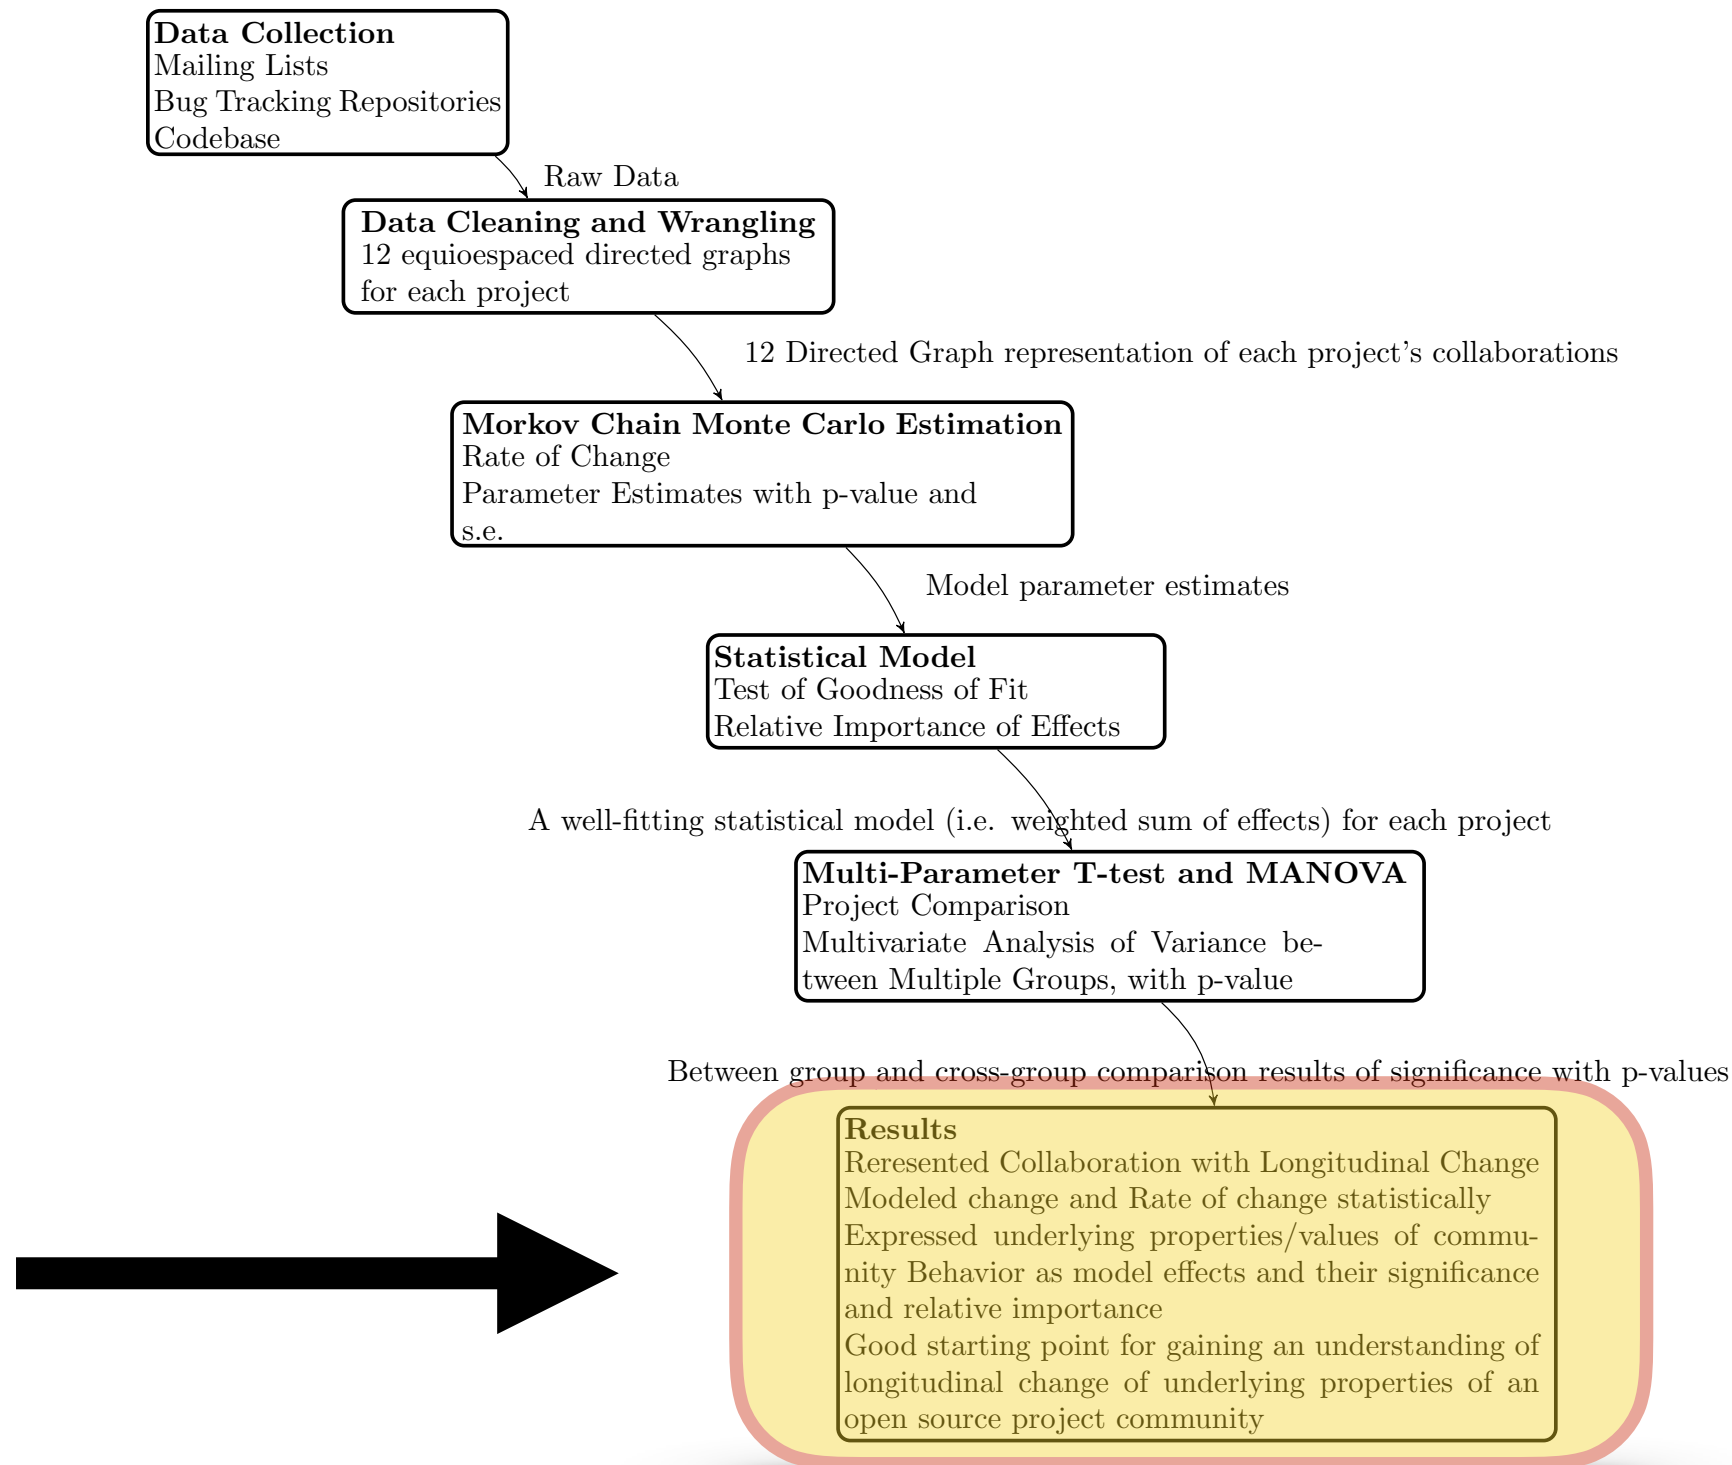 Data Collection
Mailing Lists
Bug Tracking Repositories
Codebase
Raw Data
Data Cleaning and Wrangling
12 equioespaced directed graphs
for each project
12 Directed Graph representation of each project's collaborations
Morkov Chain Monte Carlo Estimation
Rate of Change
Parameter Estimates with p-value and
s.e.
Model parameter estimates
Statistical Model
Test of Goodness of Fit
Relative Importance of Effects
A well-fitting statistical model (i.e. weighted sum of effects) for each project
Multi-Parameter T-test and MANOVA
Project Comparison
Multivariate Analysis of Variance be-
tween Multiple Groups, with p-value
Between group and cross-group comparison results of significance with p-values
Results
Reresented Collaboration with Longitudinal Change
Modeled change and Rate of change statistically
Expressed underlying properties/values of commu-
nity Behavior as model effects and their significance
and relative importance
Good starting point for gaining an understanding of
longitudinal change of underlying properties of an
open source project community